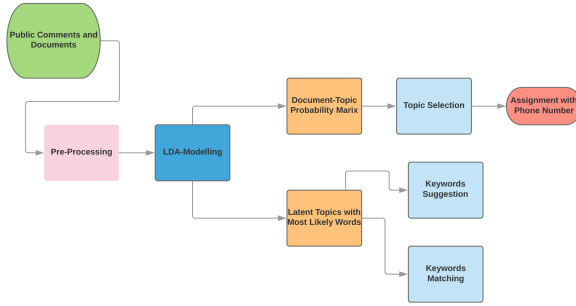 Public Comments and
Documents
Pre-Processing
LDA-Modelling
Document-Topic
Probability Marix
Topic Selection
Assignment with
Phone Number
Latent Topics with
Most Likely Words
Keywords
Suggestion
Keywords
Matching